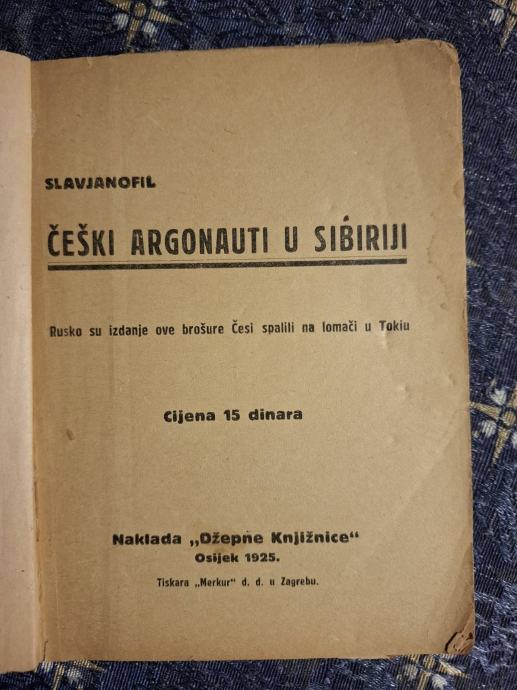 SLAVJANOFIL
ČEŠKI ARGONAUTI U SIBIRIJI
Rusko su izdanje ove brošure Česi spalili na lomači u Tokiu
Cijena 15 dinara
Naklada „Džepne Knjižnice“
Osijek 1925.
Tiskara „Merkur“ d. d. u Zagrebu.